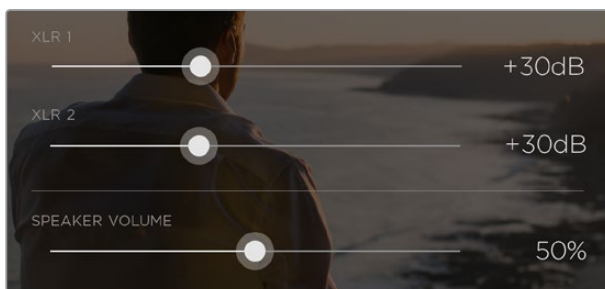 XLR 1
+30dB
XLR 2
+30dB
SPEAKER VOLUME
50%